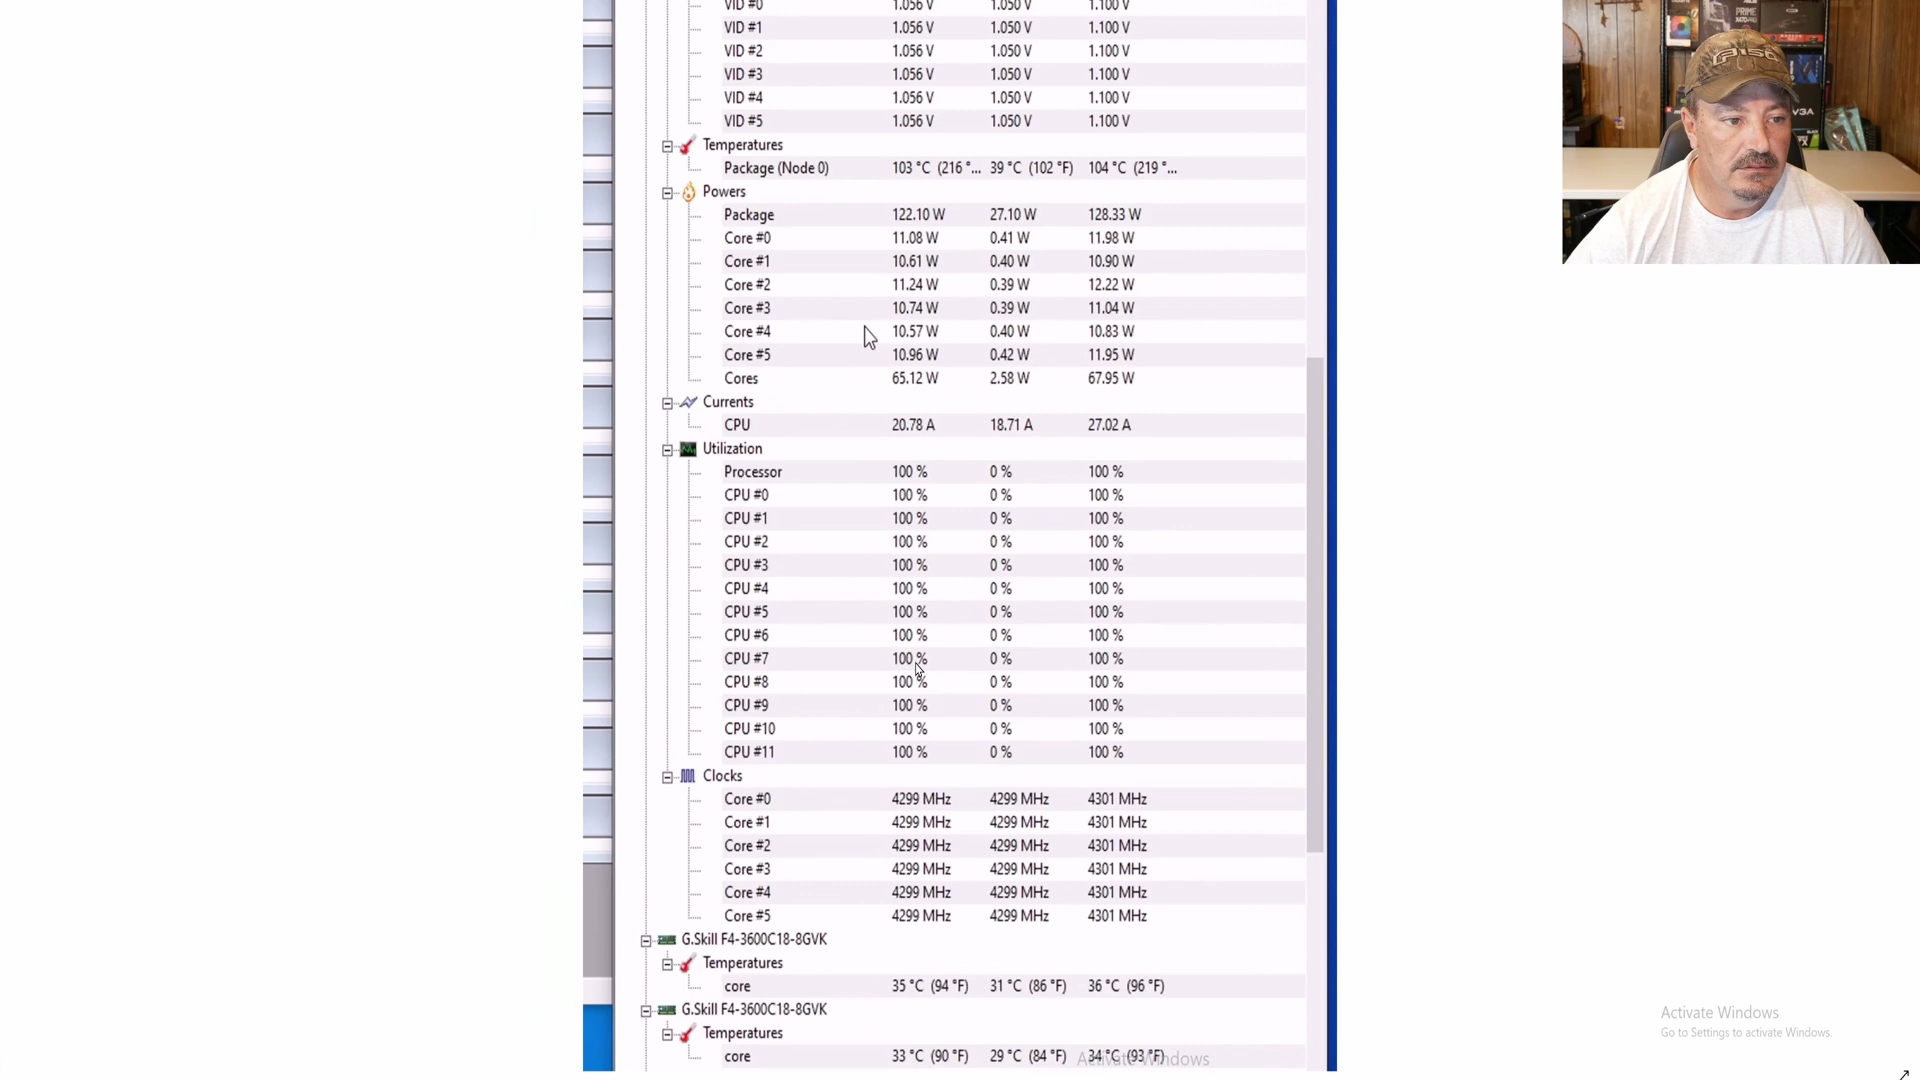 VID #0 1.056 V 1.050 V 1.100 V
VID #1 1.056 V 1.050 V 1.100 V
VID #2 1.056 V 1.050 V 1.100 V
VID #3 1.056 V 1.050 V 1.100 V
VID #4 1.056 V 1.050 V 1.100 V
VID #5 1.056 V 1.050 V 1.100 V
Temperatures
Package (Node 0) 103 °C (216 °... 39 °C (102 °F) 104 °C (219 °...
Powers
Package 122.10 W 27.10 W 128.33 W
Core #0 11.08 W 0.41 W 11.98 W
Core #1 10.61 W 0.40 W 10.90 W
Core #2 11.24 W 0.39 W 12.22 W
Core #3 10.74 W 0.39 W 11.04 W
Core #4 10.57 W 0.40 W 10.83 W
Core #5 10.96 W 0.42 W 11.95 W
Cores 65.12 W 2.58 W 67.95 W
Currents
CPU 20.78 A 18.71 A 27.02 A
Utilization
Processor 100 % 0 % 100 %
CPU #0 100 % 0 % 100 %
CPU #1 100 % 0 % 100 %
CPU #2 100 % 0 % 100 %
CPU #3 100 % 0 % 100 %
CPU #4 100 % 0 % 100 %
CPU #5 100 % 0 % 100 %
CPU #6 100 % 0 % 100 %
CPU #7 100 % 0 % 100 %
CPU #8 100 % 0 % 100 %
CPU #9 100 % 0 % 100 %
CPU #10 100 % 0 % 100 %
CPU #11 100 % 0 % 100 %
Clocks
Core #0 4299 MHz 4299 MHz 4301 MHz
Core #1 4299 MHz 4299 MHz 4301 MHz
Core #2 4299 MHz 4299 MHz 4301 MHz
Core #3 4299 MHz 4299 MHz 4301 MHz
Core #4 4299 MHz 4299 MHz 4301 MHz
Core #5 4299 MHz 4299 MHz 4301 MHz
G.Skill F4-3600C18-8GVK
Temperatures
core 35 °C (94 °F) 31 °C (86 °F) 36 °C (96 °F)
G.Skill F4-3600C18-8GVK
Temperatures
core 33 °C (90 °F) 29 °C (84 °F) 34 °C (93 °F)
Activate Windows
PRIME
Activate Windows
Go to Settings to activate Windows.